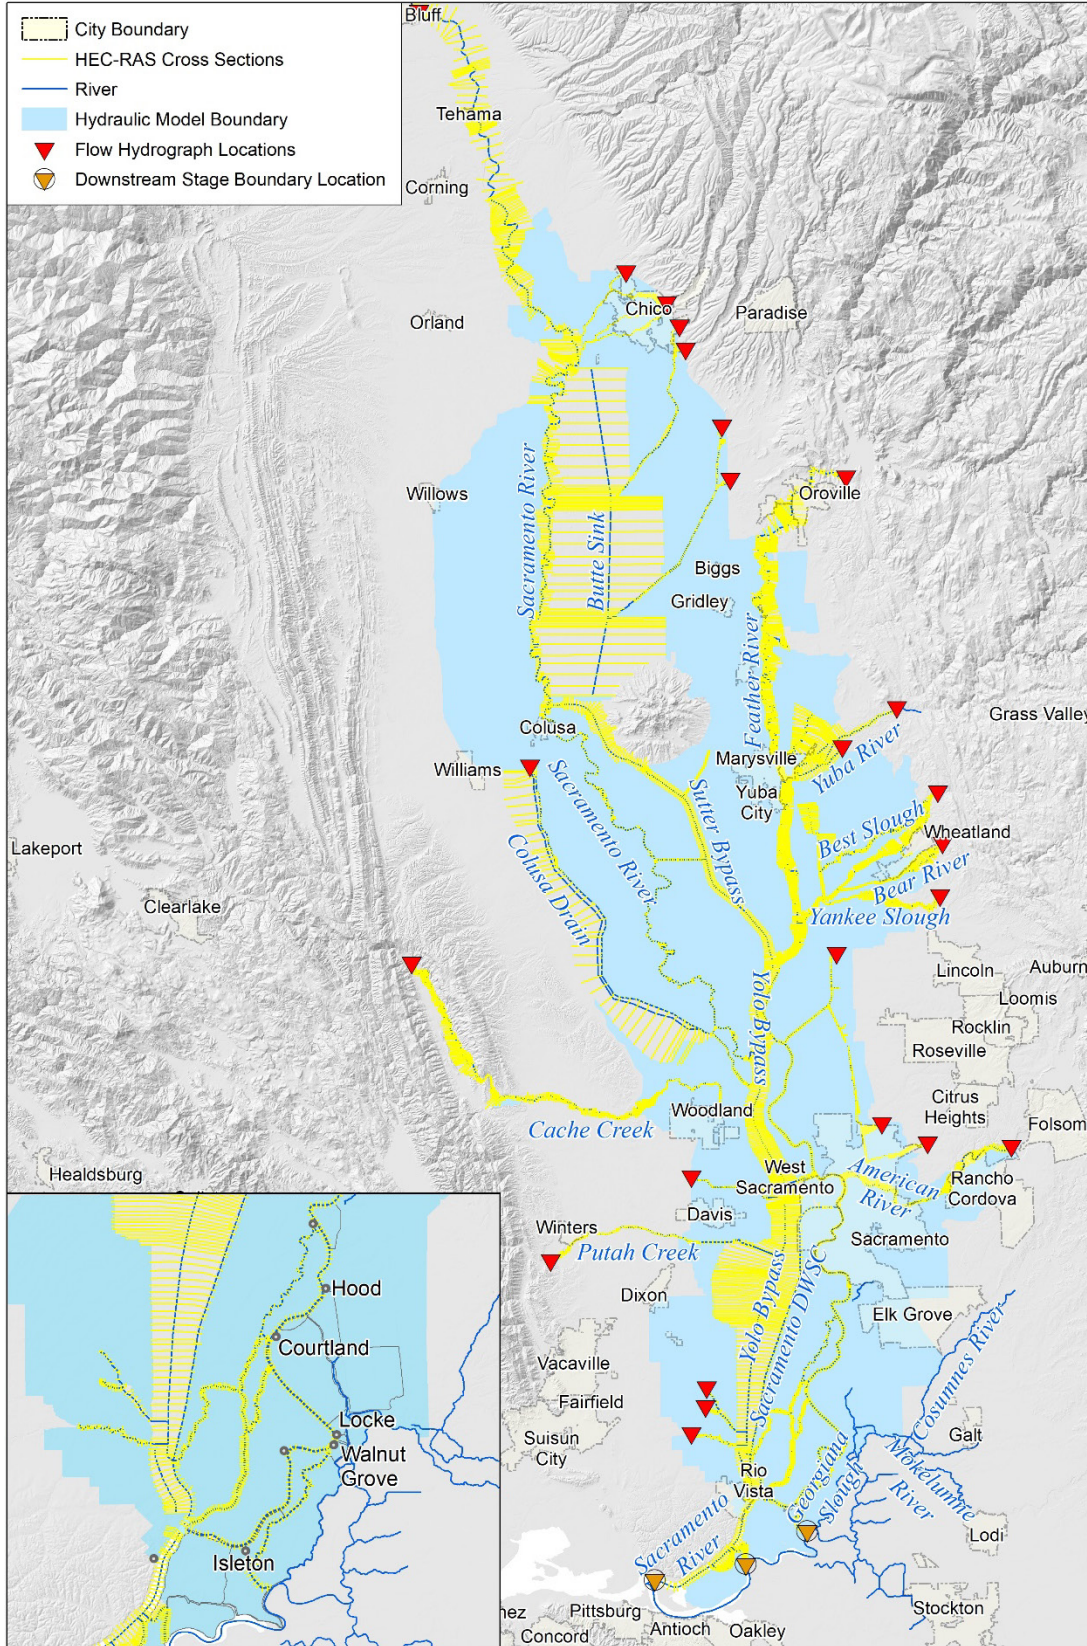 City Boundary
HEC-RAS Cross Sections
River
Hydraulic Model Boundary
Flow Hydrograph Locations
Downstream Stage Boundary Location
Bluff
Tehama
Corning
Orland
Chico
Paradise
Willows
Sacramento River
Butte Sink
Oroville
Biggs
Gridley
Feather River
Grass Valley
Colusa
Williams
Marysville
Yuba River
Yuba
City
Sutter Bypass
Sacramento River
Colusa Drain
Best Slough
Wheatland
Bear River
Yankee Slough
Lakeport
Clearlake
Lincoln
Auburn
Loomis
Rocklin
Roseville
Yolo Bypass
Citrus
Heights
Folsom
Woodland
Cache Creek
Healdsburg
West
Sacramento
American
River
Rancho
Cordova
Davis
Winters
Putah Creek
Sacramento
Dixon
Elk Grove
Yolo Bypass
Sacramento DWSC
Cosumnes River
Vacaville
Fairfield
Suisun
City
Galt
Mokelumne
River
Rio
Vista
Georgiana
Slough
Lodi
Sacramento
River
Stockton
nez
Pittsburg
Concord
Antioch
Oakley
Hood
Courtland
Locke
Walnut
Grove
Isleton